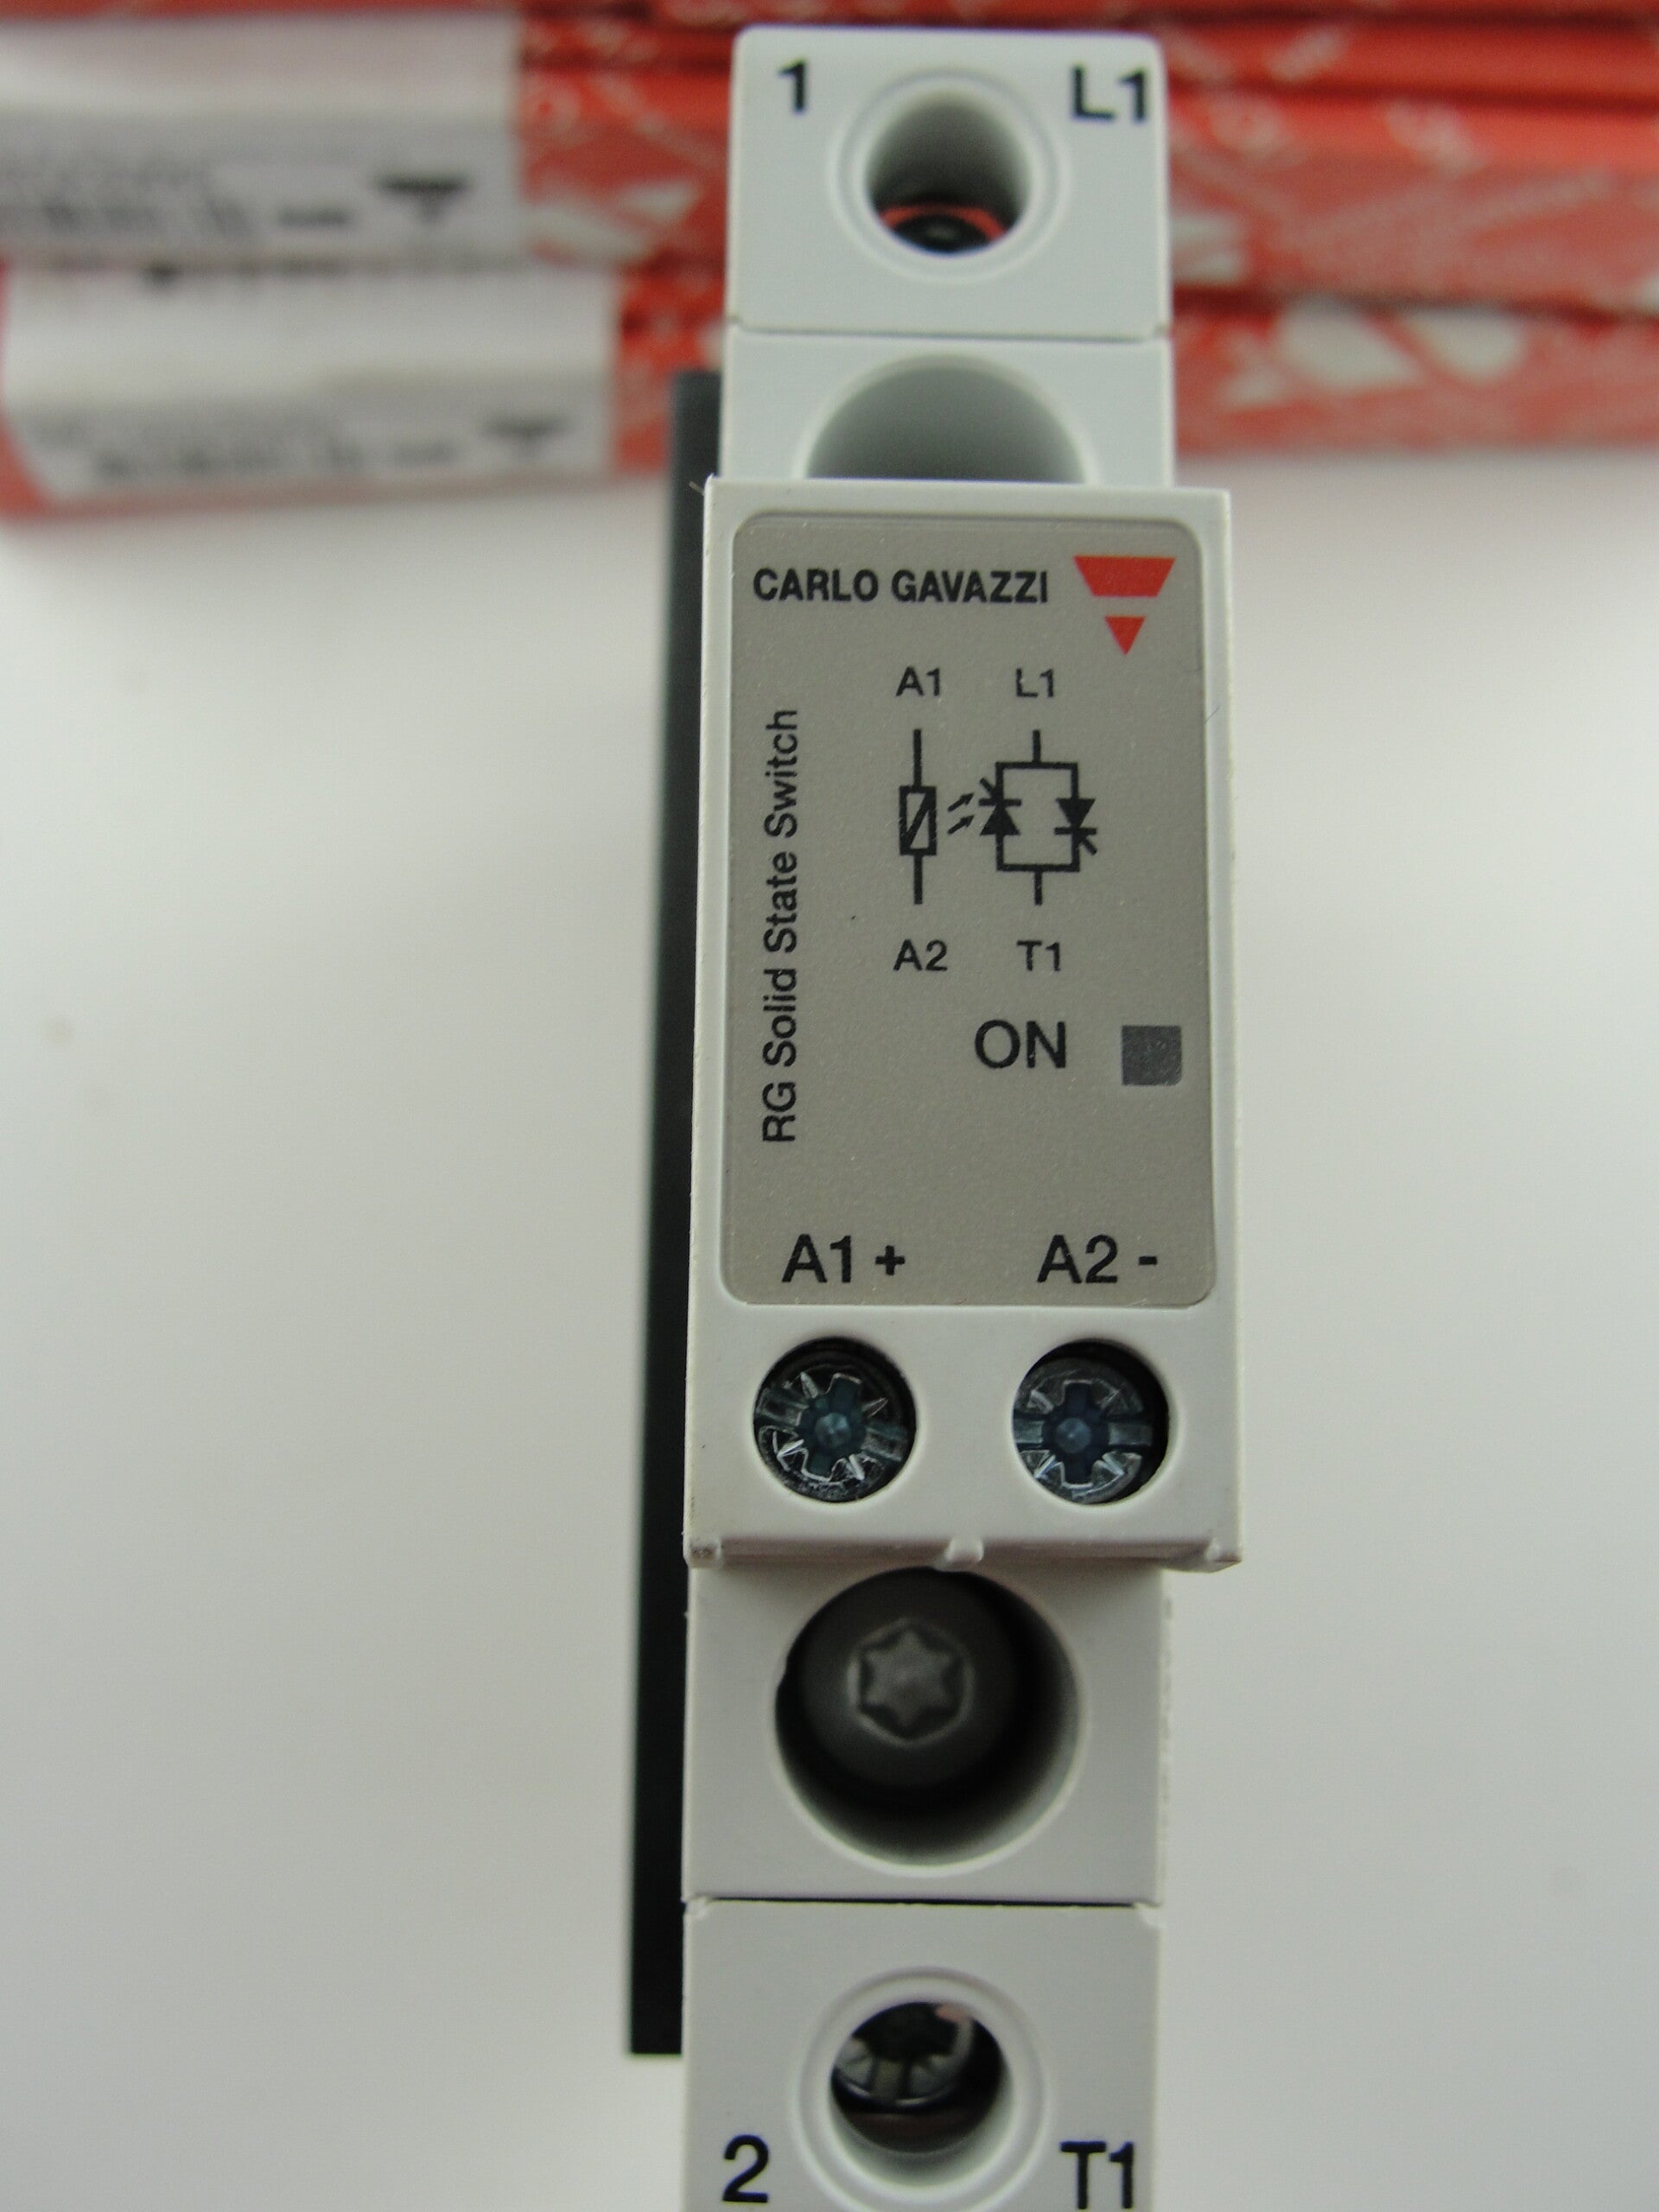 1 L1
CARLO GAVAZZI
RG Solid State Switch
A1 L1
A2 T1
ON
A1 + A2 -
2 T1